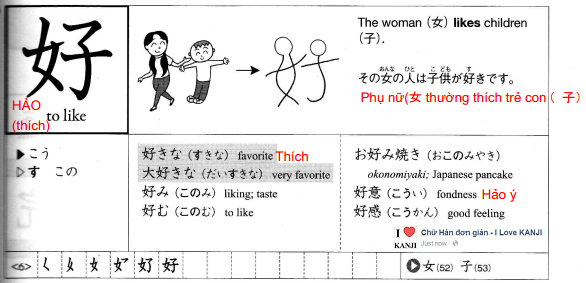 好
HẢO
(thích)
to like
The woman (女) likes children
(子).
その女の人は子供が好きです。
おんな ひと こ ども す
Phụ nữ(女 thường thích trẻ con ( 子)
▶こう
▷す この
好きな（すきな） favorite Thích
大好きな（だいすきな） very favorite
好み（このみ） liking; taste
好む（このむ） to like
お好み焼き（おこのみやき）
okonomiyaki; Japanese pancake
好意（こうい） fondness Hảo ý
好感（こうかん） good feeling
I ❤ KANJI
Chữ Hán đơn giản - I Love KANJI
Just now
<6> く 女 女 好 好
女(52) 子(53)